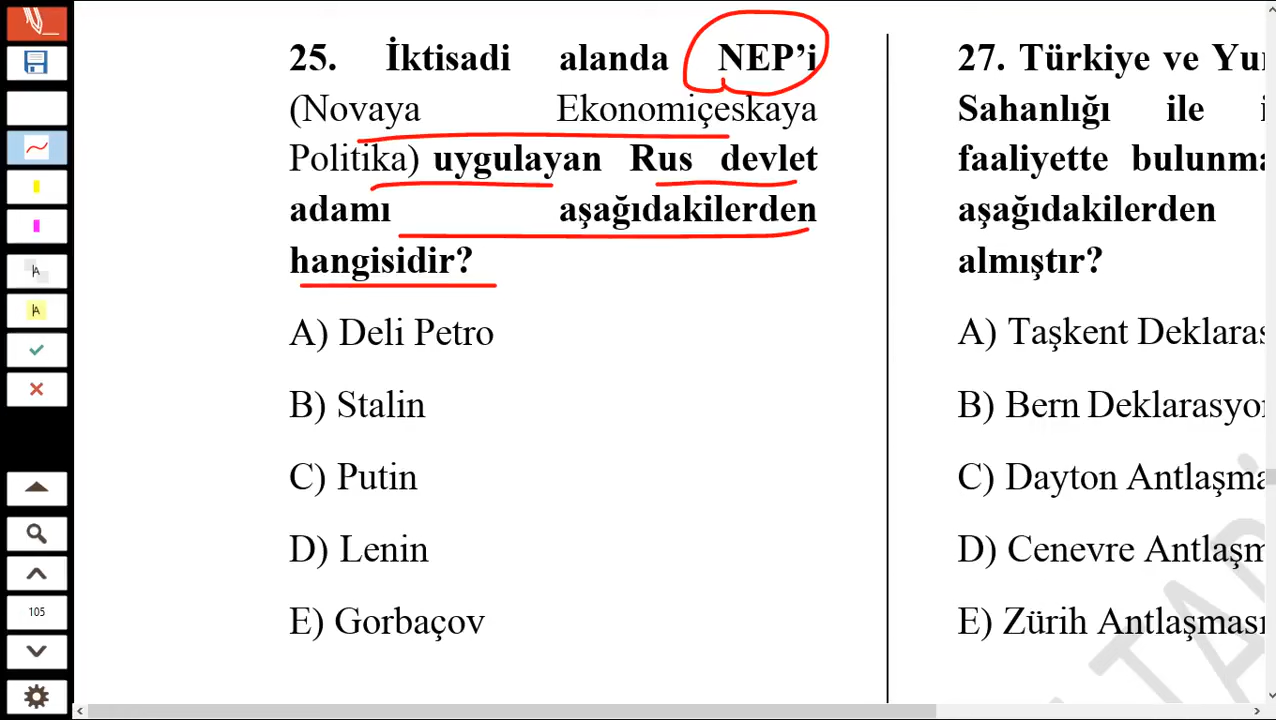 25. İktisadi alanda NEP’i
(Novaya Ekonomiçeskaya
Politika) uygulayan Rus devlet
adamı aşağıdakilerden
hangisidir?
A) Deli Petro
B) Stalin
C) Putin
D) Lenin
E) Gorbaçov
27. Türkiye ve Yu
Sahanlığı ile
faaliyette bulunma
aşağıdakilerden
almıştır?
A) Taşkent Deklaras
B) Bern Deklarasyo
C) Dayton Antlaşma
D) Cenevre Antlaşm
E) Zürih Antlaşması
105